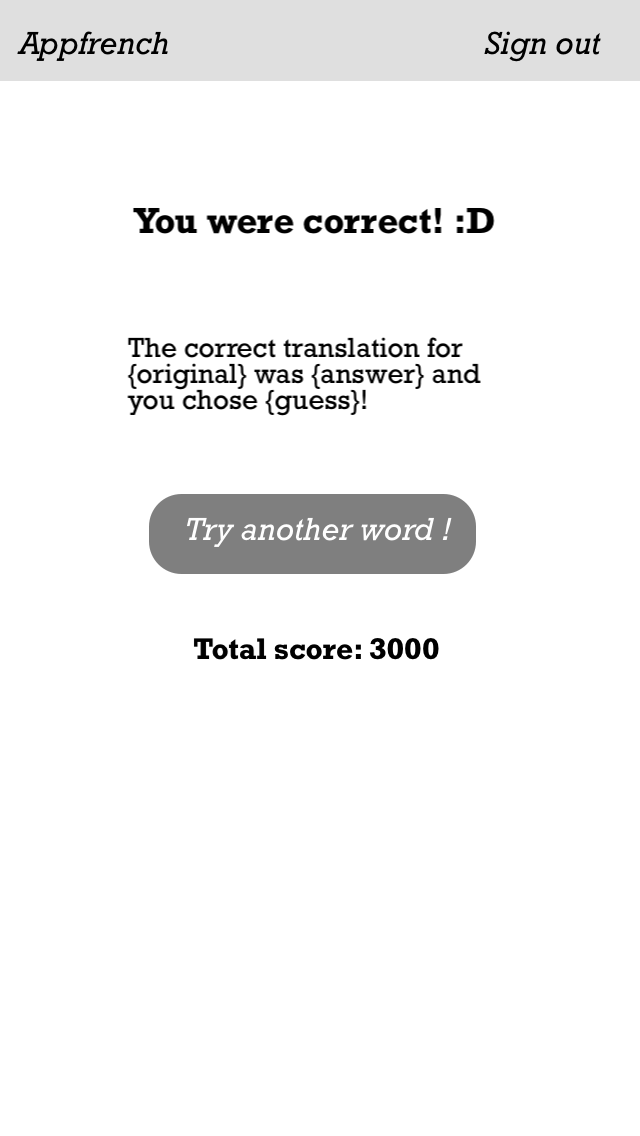 Appfrench
Sign out
You were correct! :D
The correct translation for
{original} was {answer} and
you chose {guess}!
Try another word !
Total score: 3000